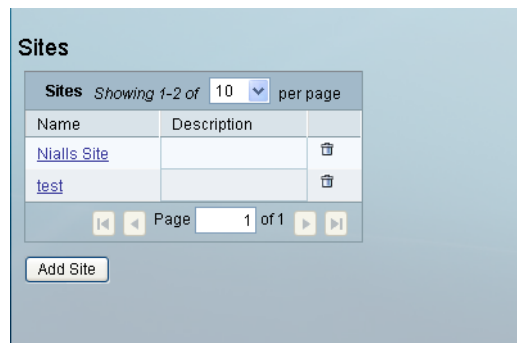 Sites
Sites Showing 1-2 of 10 per page
Name Description
Nialls Site
test
Page 1 of 1
Add Site